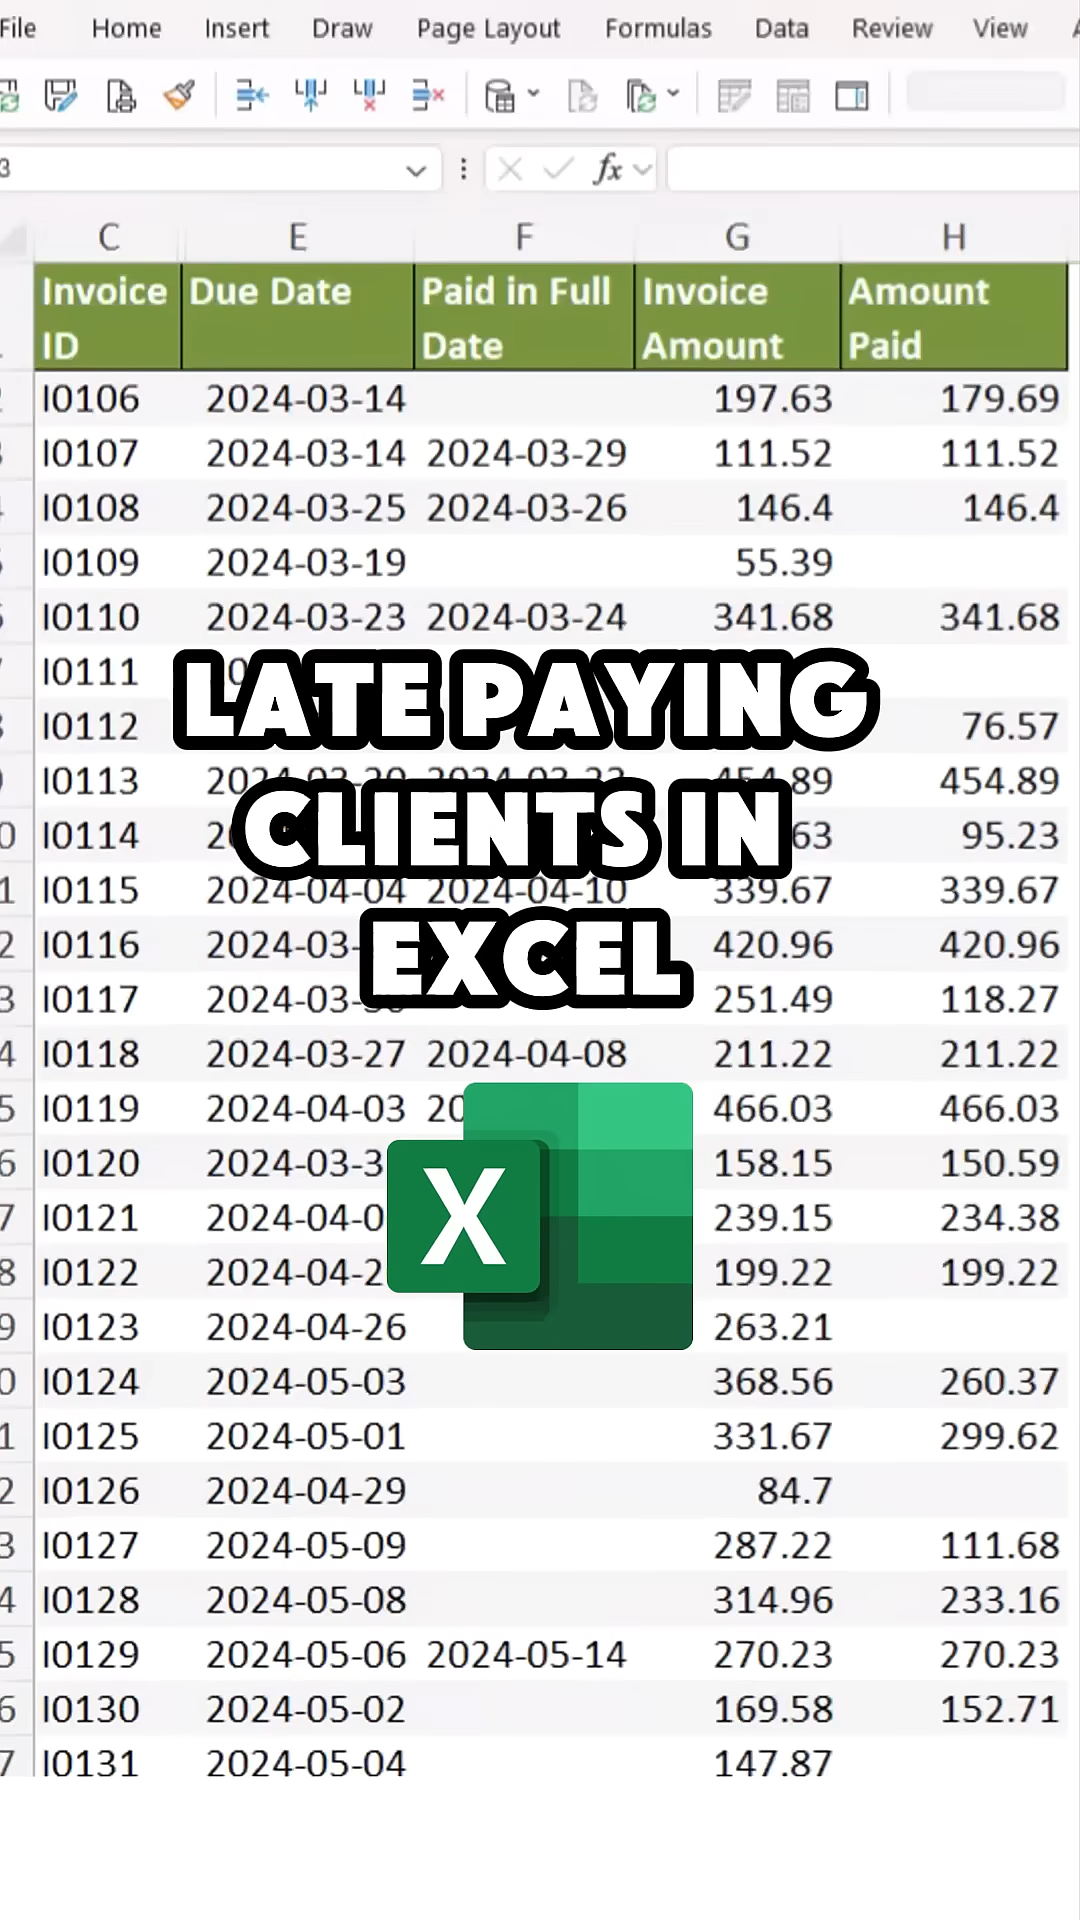 File Home Insert Draw Page Layout Formulas Data Review View
3 fx
C E F G H
Invoice ID Due Date Paid in Full Date Invoice Amount Amount Paid
I0106 2024-03-14 197.63 179.69
I0107 2024-03-14 2024-03-29 111.52 111.52
I0108 2024-03-25 2024-03-26 146.4 146.4
I0109 2024-03-19 55.39
I0110 2024-03-23 2024-03-24 341.68 341.68
I0111
LATE PAYING
I0112 76.57
I0113 454.89
CLIENTS IN
I0114 95.23
I0115 2024-04-04 2024-04-10 339.67 339.67
I0116 420.96 420.96
EXCEL
I0117 251.49 118.27
I0118 2024-03-27 2024-04-08 211.22 211.22
I0119 2024-04-03 466.03 466.03
I0120 158.15 150.59
X
I0121 239.15 234.38
I0122 199.22 199.22
I0123 2024-04-26 263.21
I0124 2024-05-03 368.56 260.37
I0125 2024-05-01 331.67 299.62
I0126 2024-04-29 84.7
I0127 2024-05-09 287.22 111.68
I0128 2024-05-08 314.96 233.16
I0129 2024-05-06 2024-05-14 270.23 270.23
I0130 2024-05-02 169.58 152.71
I0131 2024-05-04 147.87